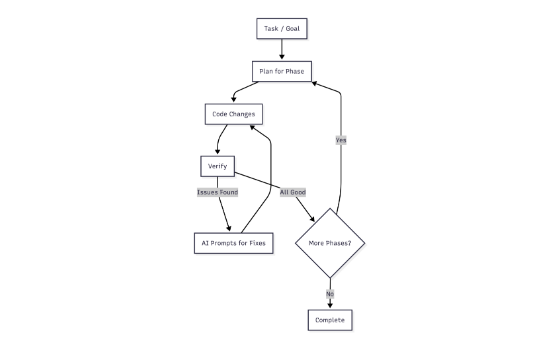 Task / Goal
Plan for Phase
Code Changes
Yes
Verify
Issues Found
All Good
AI Prompts for Fixes
More Phases?
No
Complete